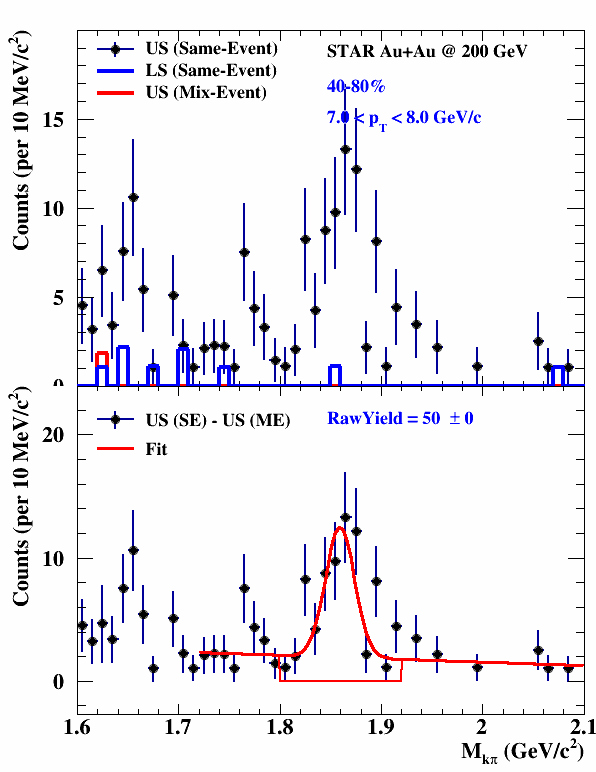 US (Same-Event)
LS (Same-Event)
US (Mix-Event)
STAR Au+Au @ 200 GeV
40-80%
7.0 < pT < 8.0 GeV/c
Counts (per 10 MeV/c²)
15
10
5
0
US (SE) - US (ME)
Fit
RawYield = 50 ± 0
Counts (per 10 MeV/c²)
20
10
0
1.6 1.7 1.8 1.9 2 2.1
Mkπ (GeV/c²)